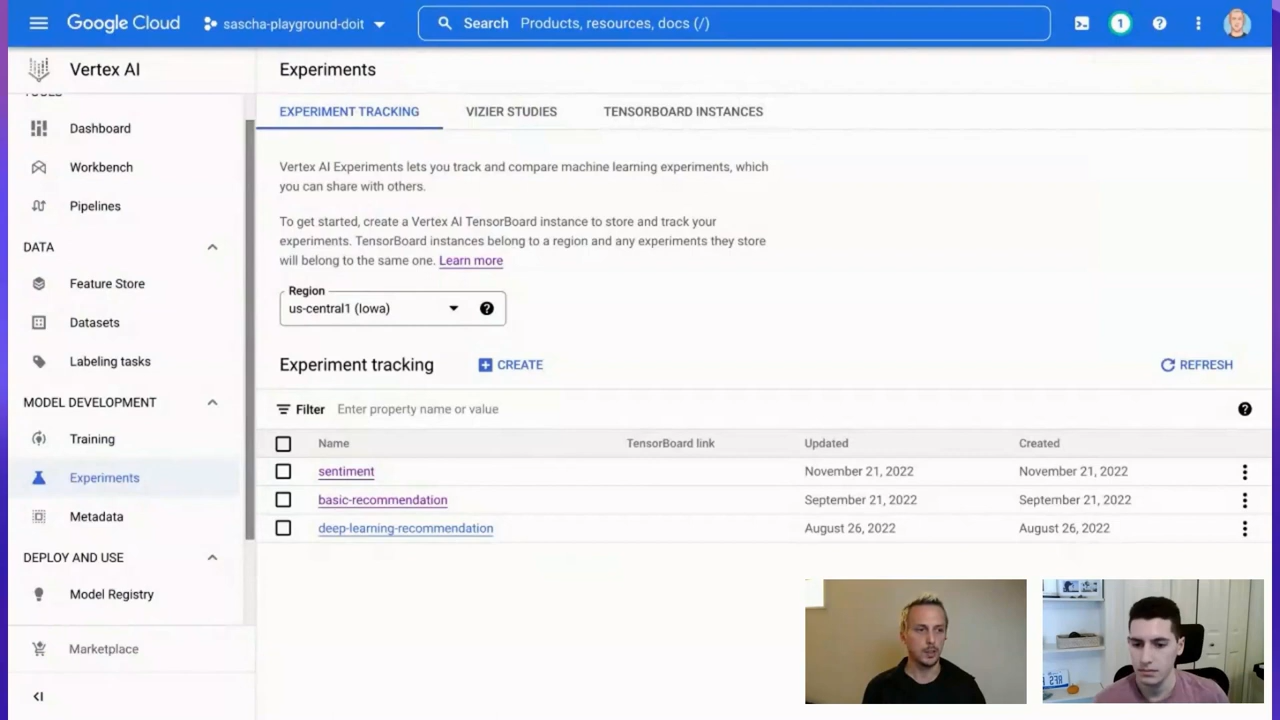 Google Cloud
sascha-playground-doit
Search Products, resources, docs (/)
1
Vertex AI
TOOLS
Dashboard
Workbench
Pipelines
DATA
Feature Store
Datasets
Labeling tasks
MODEL DEVELOPMENT
Training
Experiments
Metadata
DEPLOY AND USE
Model Registry
Marketplace
Experiments
EXPERIMENT TRACKING VIZIER STUDIES TENSORBOARD INSTANCES
Vertex AI Experiments lets you track and compare machine learning experiments, which
you can share with others.
To get started, create a Vertex AI TensorBoard instance to store and track your
experiments. TensorBoard instances belong to a region and any experiments they store
will belong to the same one. Learn more
Region
us-central1 (Iowa)
Experiment tracking CREATE REFRESH
Filter Enter property name or value
Name TensorBoard link Updated Created
sentiment November 21, 2022 November 21, 2022
basic-recommendation September 21, 2022 September 21, 2022
deep-learning-recommendation August 26, 2022 August 26, 2022